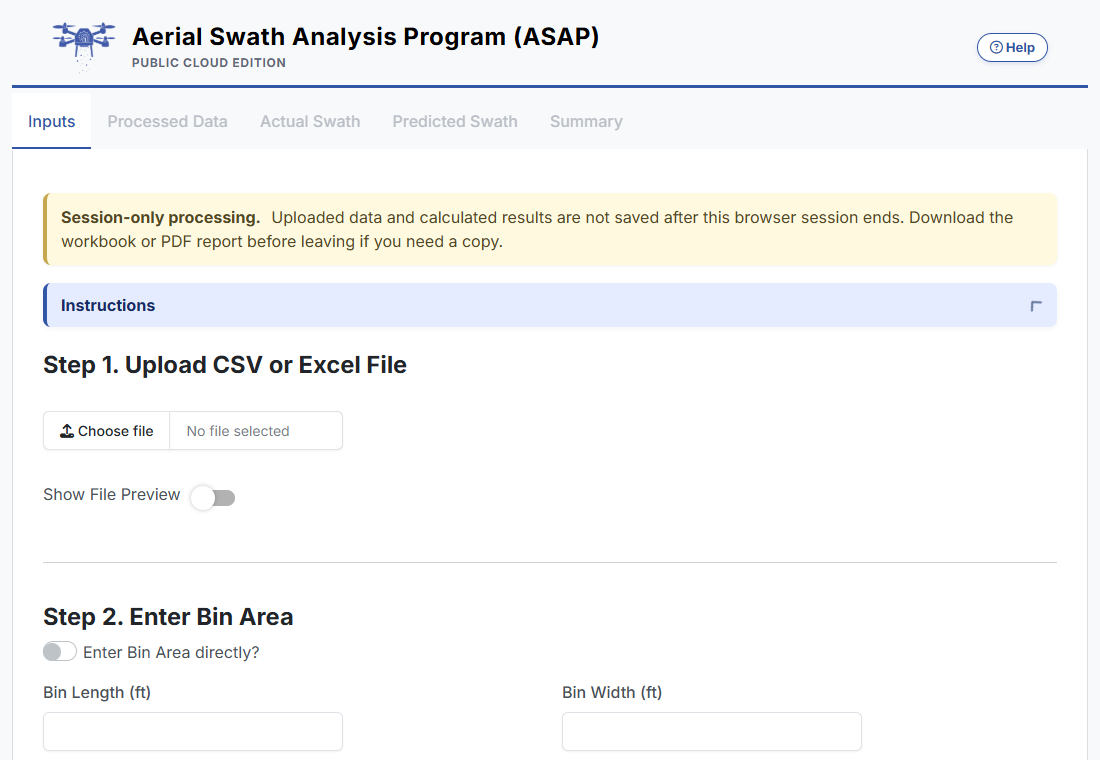 Aerial Swath Analysis Program (ASAP)
PUBLIC CLOUD EDITION
Help
Inputs
Processed Data
Actual Swath
Predicted Swath
Summary
Session-only processing. Uploaded data and calculated results are not saved after this browser session ends. Download the
workbook or PDF report before leaving if you need a copy.
Instructions
Step 1. Upload CSV or Excel File
Choose file
No file selected
Show File Preview
Step 2. Enter Bin Area
Enter Bin Area directly?
Bin Length (ft)
Bin Width (ft)